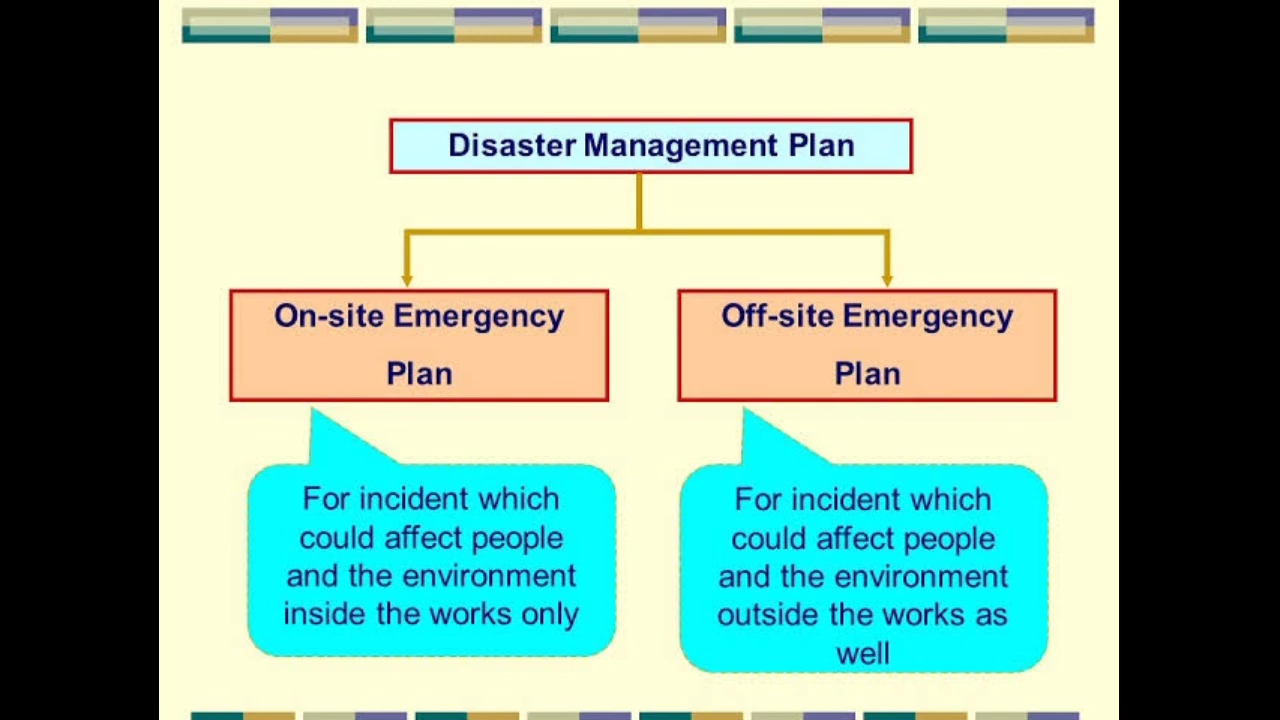 Disaster Management Plan
On-site Emergency
Plan
Off-site Emergency
Plan
For incident which
could affect people
and the environment
inside the works only
For incident which
could affect people
and the environment
outside the works as
well